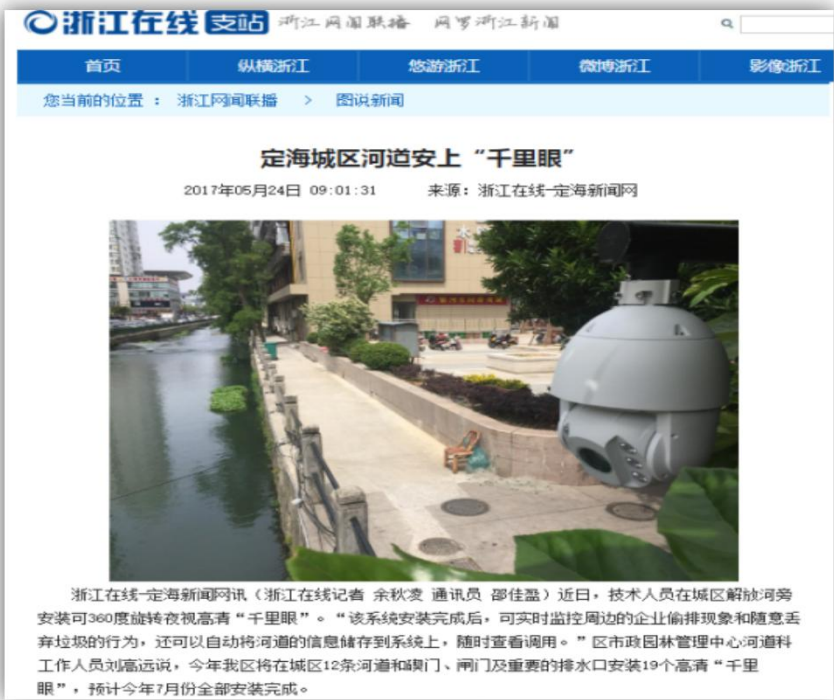 浙江在线 支站 浙江网闻联播 网罗浙江新闻
首页 纵横浙江 悠游浙江 微博浙江 影像浙江
您当前的位置 ： 浙江网闻联播 > 图说新闻
定海城区河道安上“千里眼”
2017年05月24日 09:01:31 来源：浙江在线-定海新闻网
浙江在线-定海新闻网讯（浙江在线记者 余秋凌 通讯员 邵佳盈）近日，技术人员在城区解放河旁
安装可360度旋转夜视高清“千里眼”。“该系统安装完成后，可实时监控周边的企业偷排现象和随意丢
弃垃圾的行为，还可以自动将河道的信息储存到系统上，随时查看调用。”区市政园林管理中心河道科
工作人员刘高远说，今年我区将在城区12条河道和碶门、闸门及重要的排水口安装19个高清“千里
眼”，预计今年7月份全部安装完成。